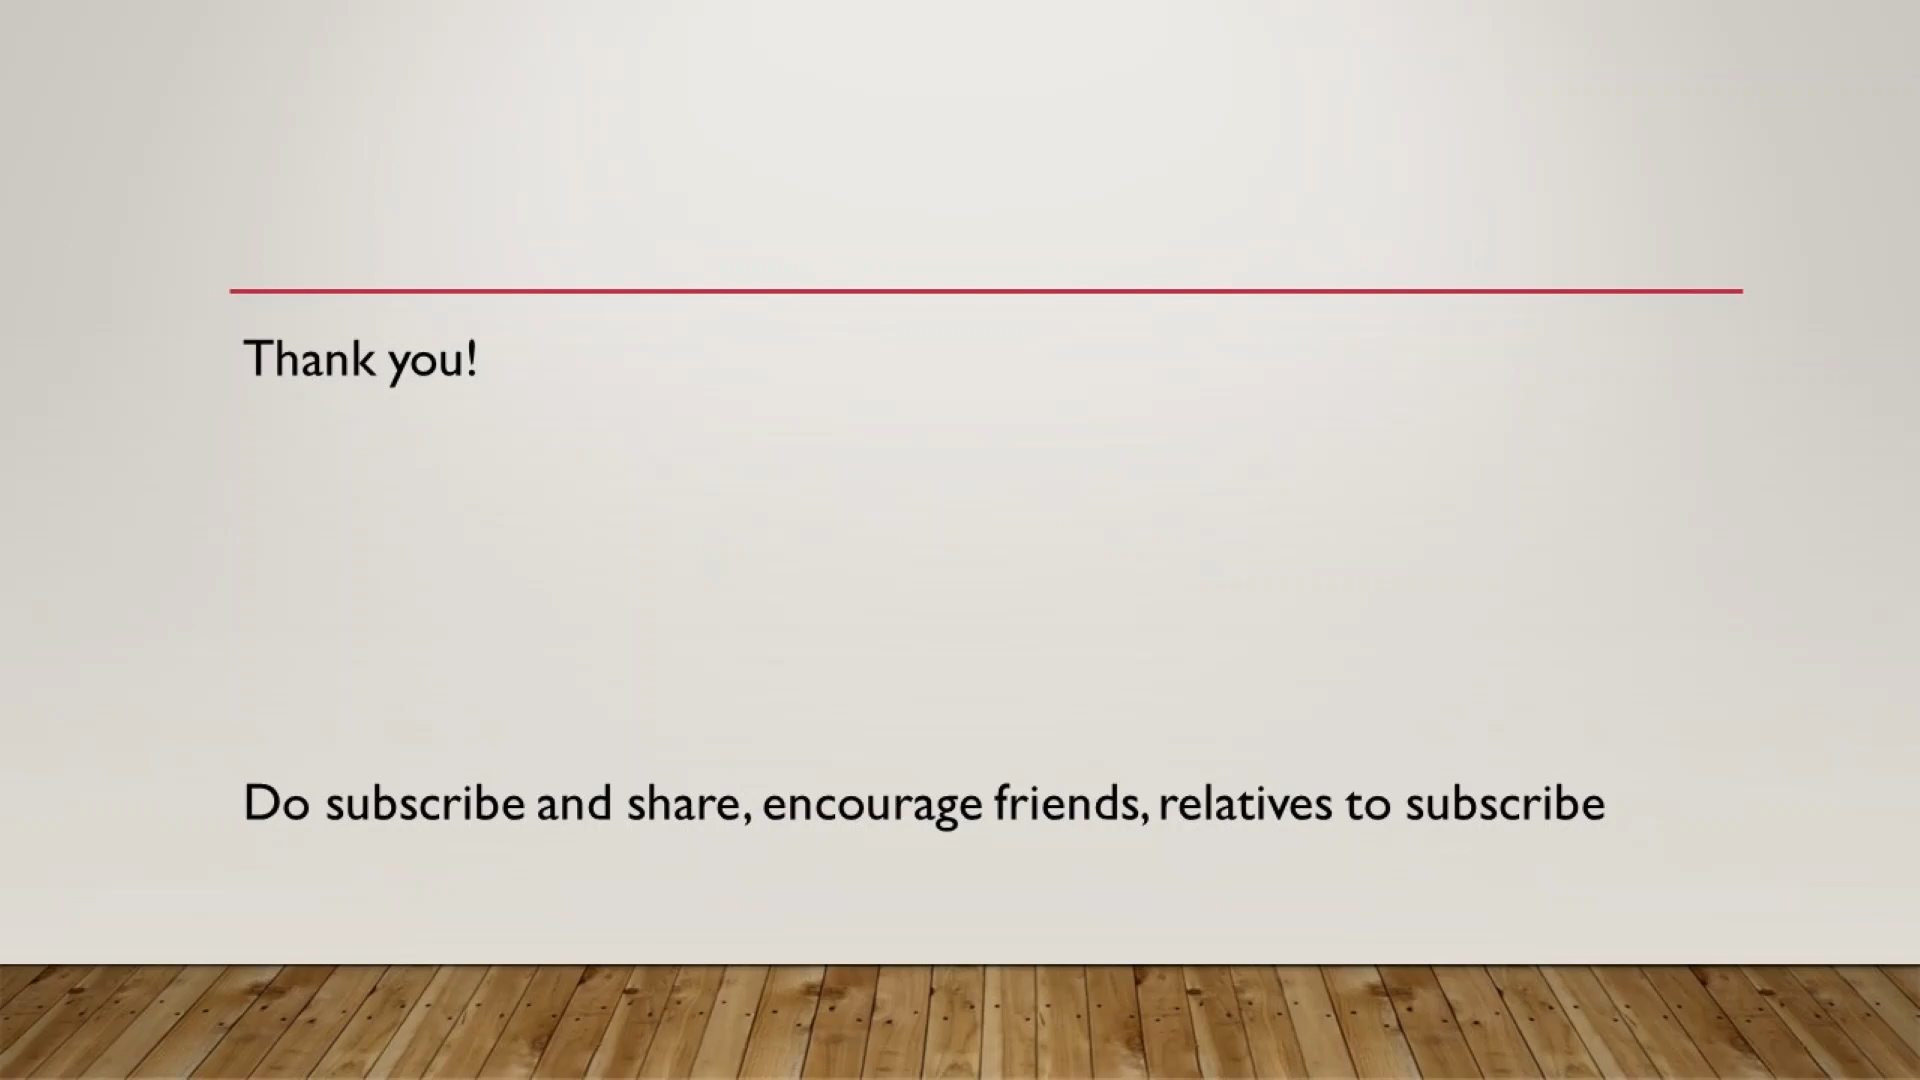 Thank you!
Do subscribe and share, encourage friends, relatives to subscribe